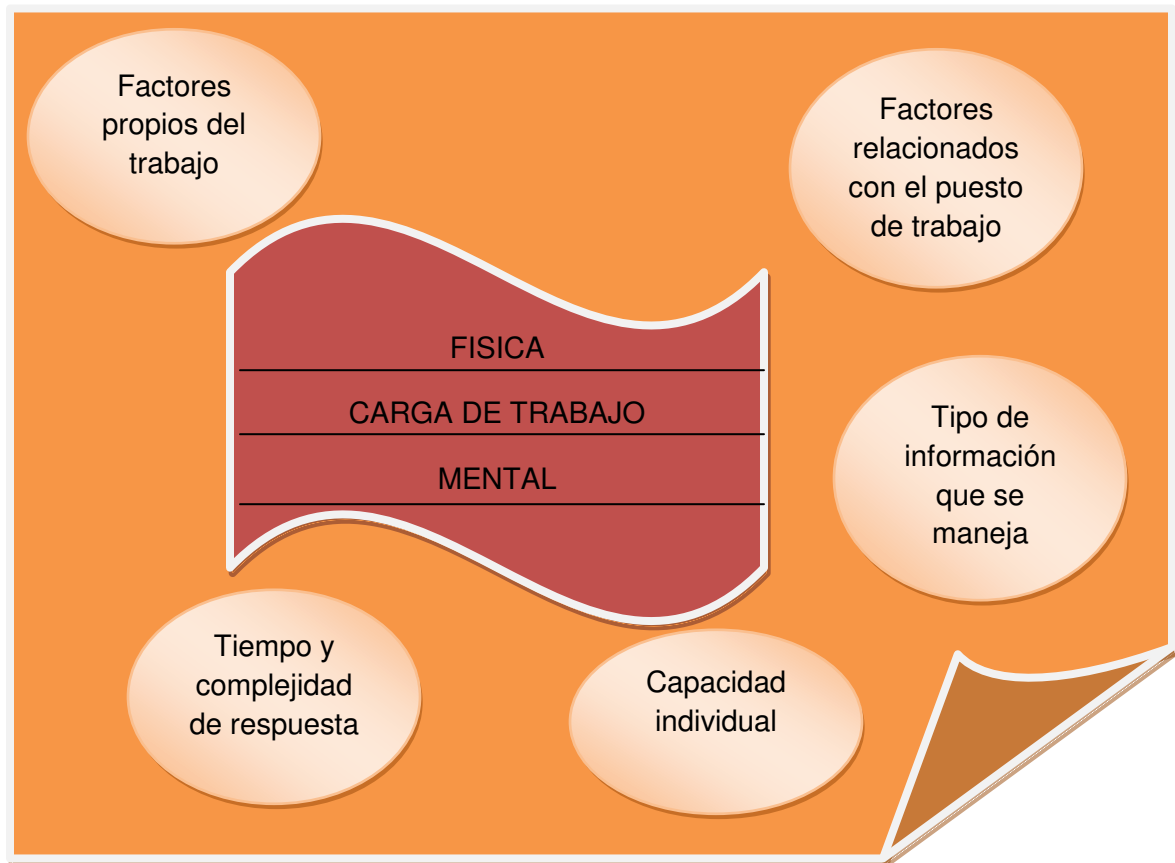 Factores
propios del
trabajo
Factores
relacionados
con el puesto
de trabajo
FISICA
CARGA DE TRABAJO
MENTAL
Tipo de
información
que se
maneja
Tiempo y
complejidad
de respuesta
Capacidad
individual